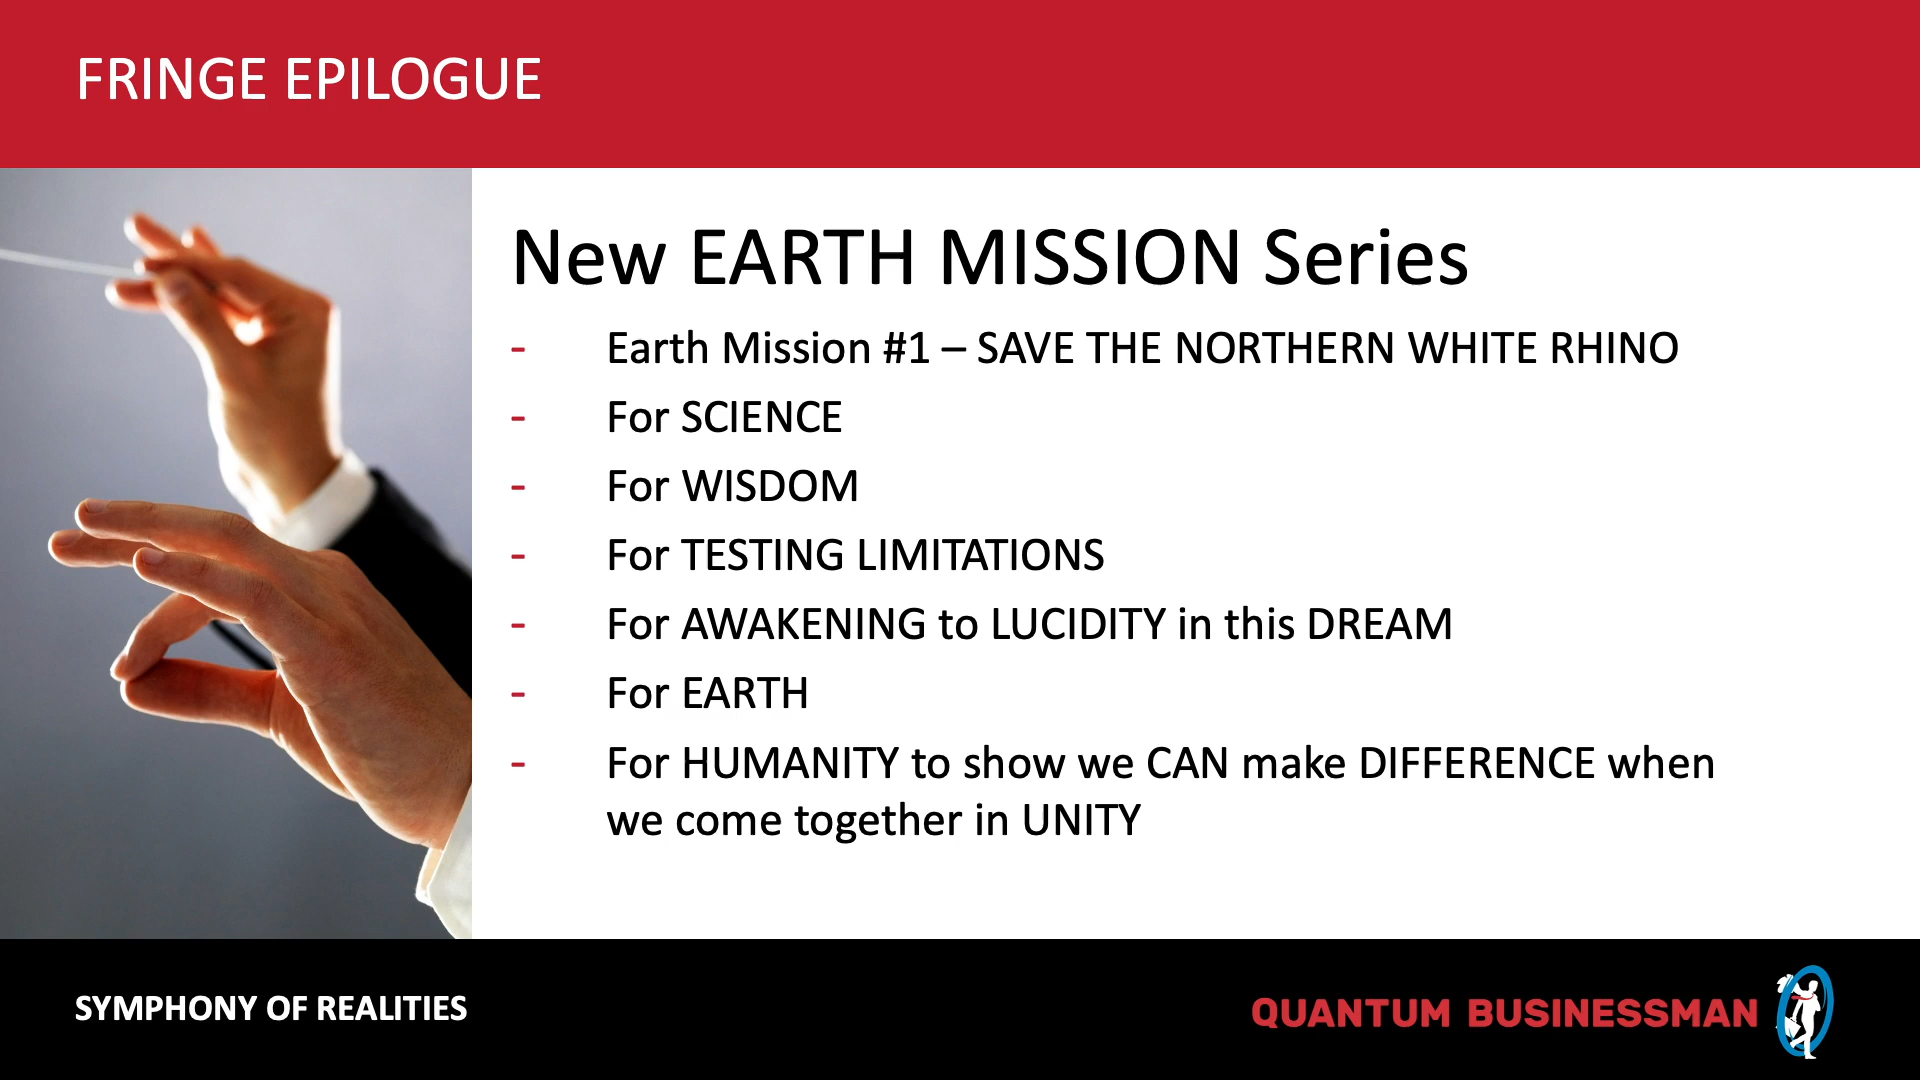 FRINGE EPILOGUE
New EARTH MISSION Series
- Earth Mission #1 – SAVE THE NORTHERN WHITE RHINO
- For SCIENCE
- For WISDOM
- For TESTING LIMITATIONS
- For AWAKENING to LUCIDITY in this DREAM
- For EARTH
- For HUMANITY to show we CAN make DIFFERENCE when
we come together in UNITY
SYMPHONY OF REALITIES
QUANTUM BUSINESSMAN